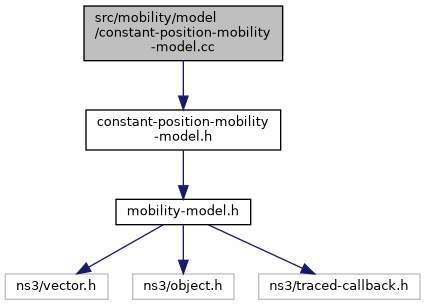 src/mobility/model
/constant-position-mobility
-model.cc
constant-position-mobility
-model.h
mobility-model.h
ns3/vector.h
ns3/object.h
ns3/traced-callback.h